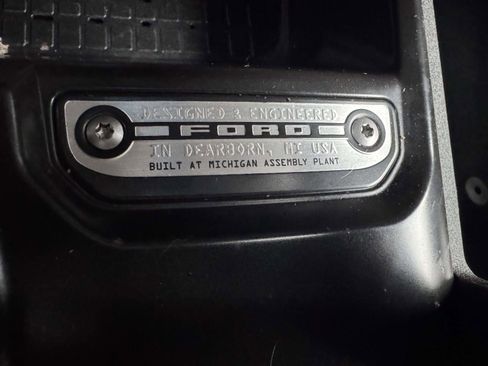 DESIGNED & ENGINEERED
FORD
IN DEARBORN, MI USA
BUILT AT MICHIGAN ASSEMBLY PLANT